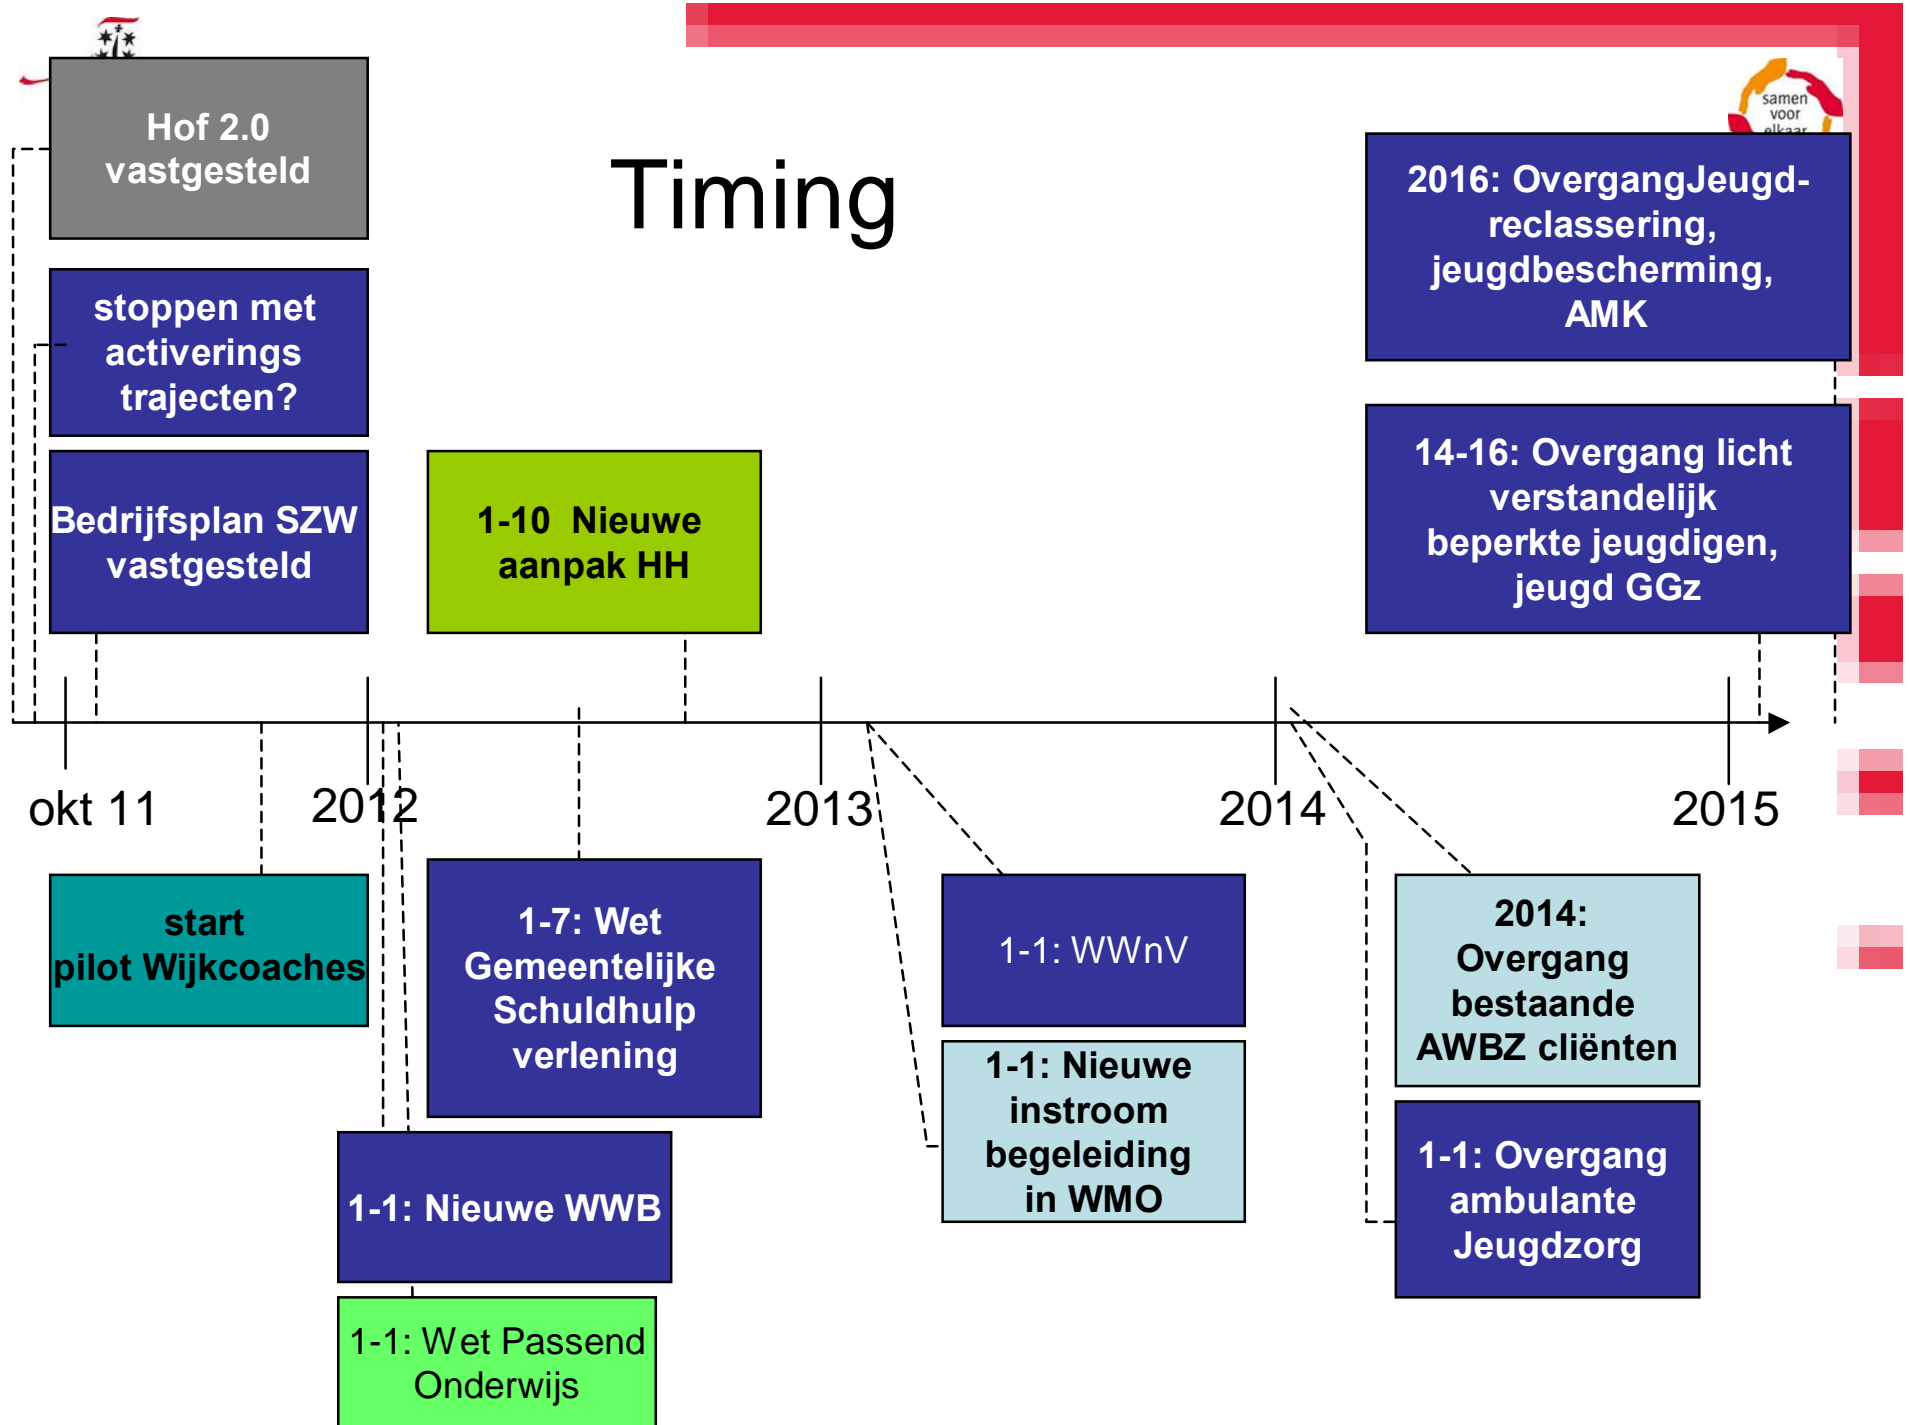 Hof 2.0
vastgesteld
Timing
samen
voor
elkaar
2016: OvergangJeugd-
reclassering,
jeugdbescherming,
AMK
stoppen met
activerings
trajecten?
14-16: Overgang licht
verstandelijk
beperkte jeugdigen,
jeugd GGz
Bedrijfsplan SZW
vastgesteld
1-10 Nieuwe
aanpak HH
okt 11
2012
2013
2014
2015
start
pilot Wijkcoaches
1-7: Wet
Gemeentelijke
Schuldhulp
verlening
1-1: WWnV
2014:
Overgang
bestaande
AWBZ cliënten
1-1: Nieuwe
instroom
begeleiding
in WMO
1-1: Overgang
ambulante
Jeugdzorg
1-1: Nieuwe WWB
1-1: Wet Passend
Onderwijs